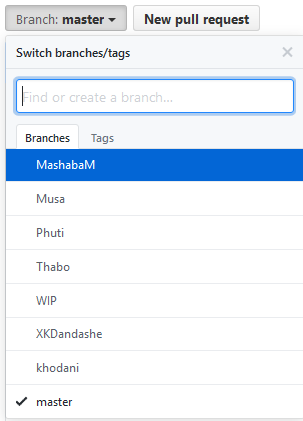 Branch: master New pull request
Switch branches/tags
Find or create a branch...
Branches Tags
MashabaM
Musa
Phuti
Thabo
WIP
XKDandashe
khodani
master